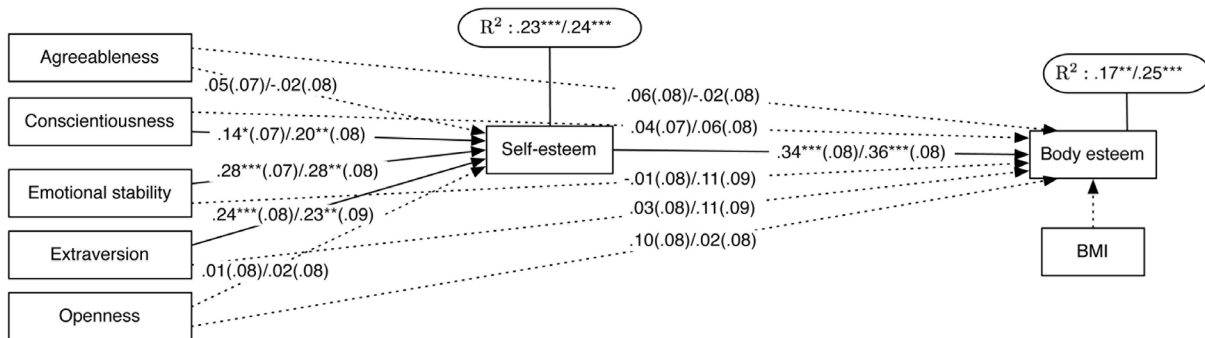 R² : .23***/.24***
Agreeableness
R² : .17**/.25***
.05(.07)/-.02(.08)
.06(.08)/-.02(.08)
Conscientiousness
.04(.07)/.06(.08)
.14*(.07)/.20**(.08)
Self-esteem
.34***(.08)/.36***(.08)
Body esteem
.28***(.07)/.28**(.08)
-.01(.08)/.11(.09)
Emotional stability
.24***(.08)/.23**(.09)
.03(.08)/.11(.09)
.10(.08)/.02(.08)
Extraversion
BMI
.01(.08)/.02(.08)
Openness